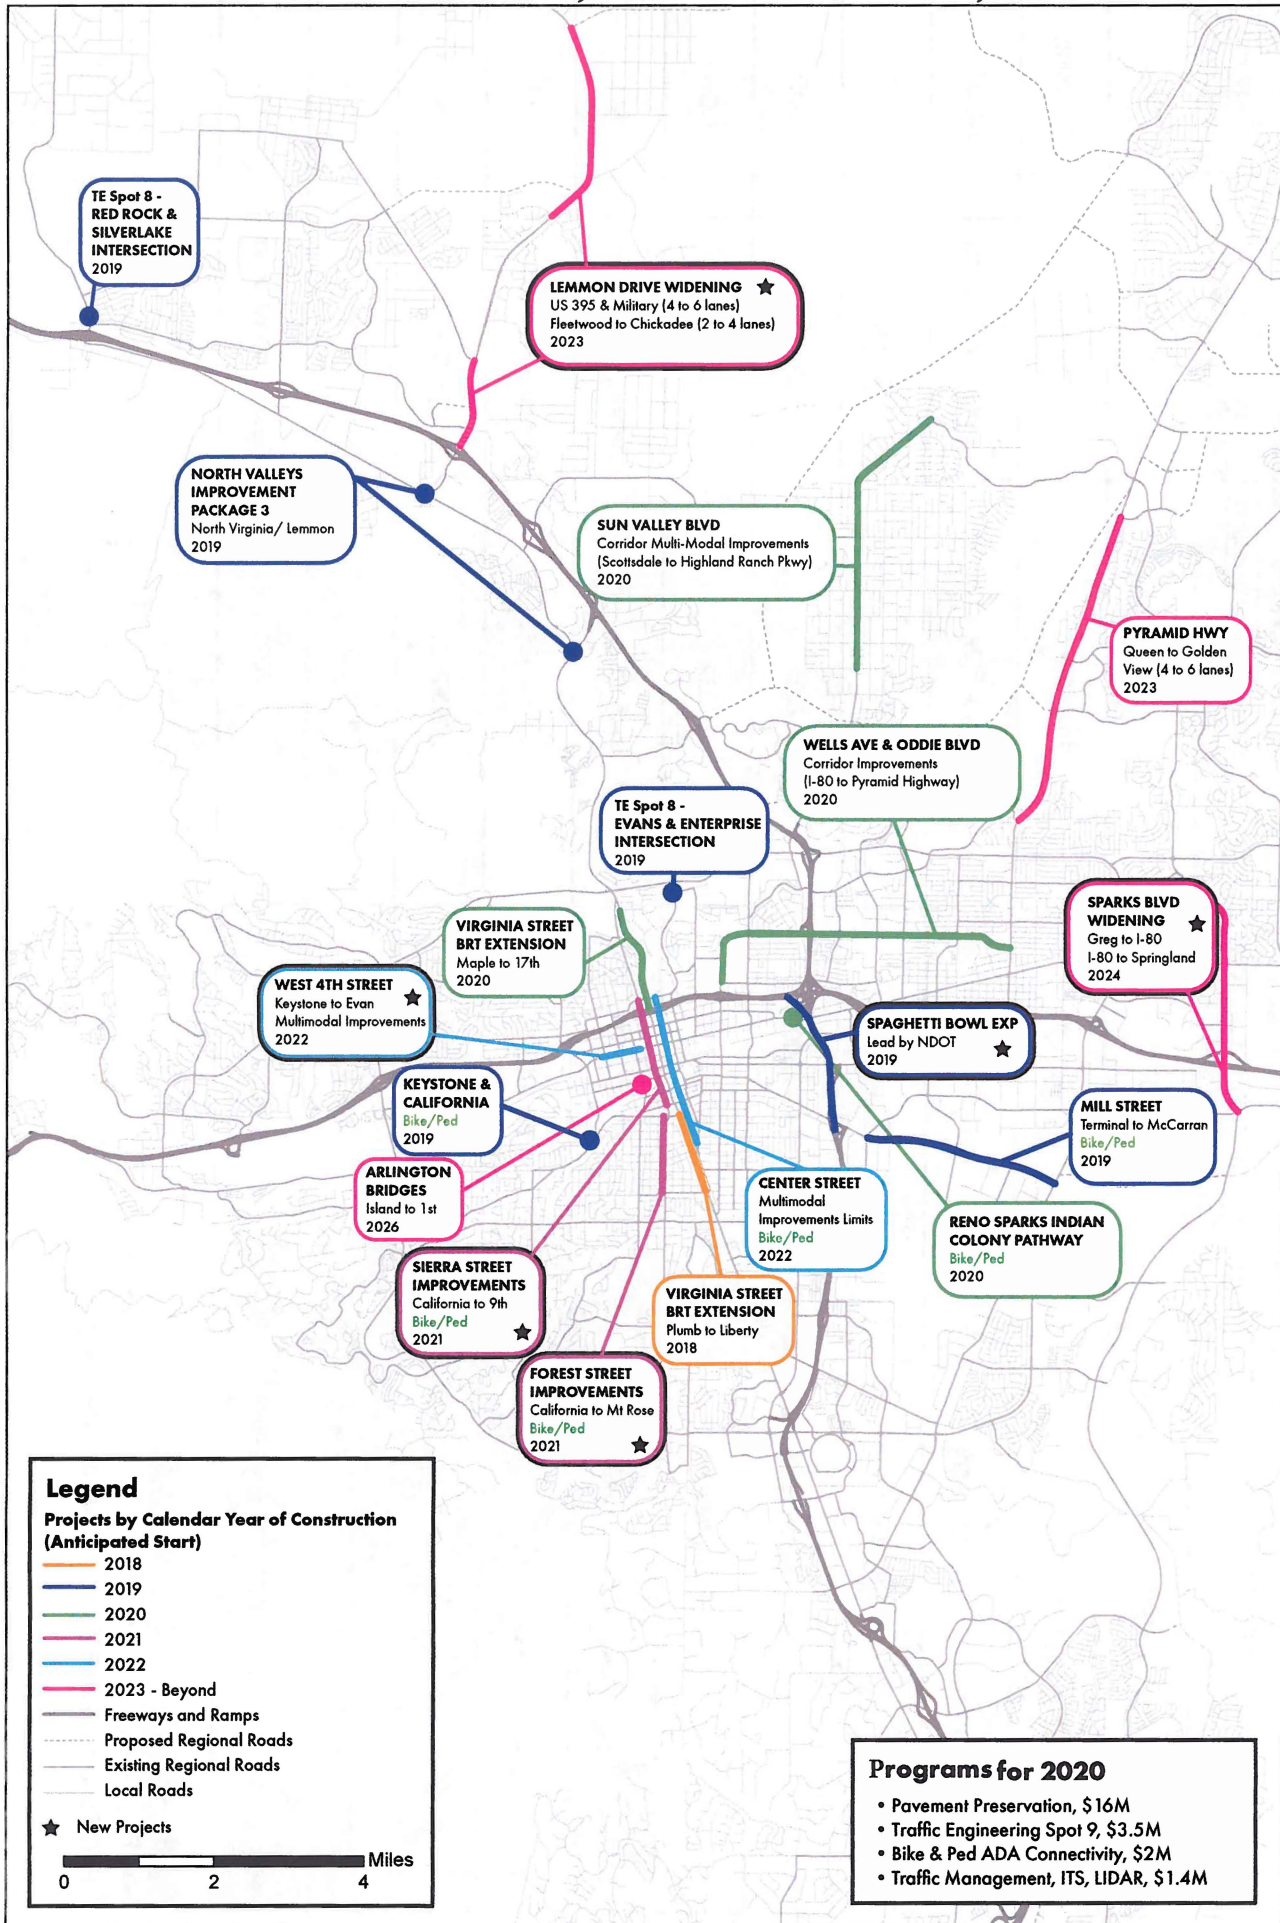 TE Spot 8 -
RED ROCK &
SILVERLAKE
INTERSECTION
2019
LEMMON DRIVE WIDENING
US 395 & Military (4 to 6 lanes)
Fleetwood to Chickadee (2 to 4 lanes)
2023
NORTH VALLEYS
IMPROVEMENT
PACKAGE 3
North Virginia/ Lemmon
2019
SUN VALLEY BLVD
Corridor Multi-Modal Improvements
(Scottsdale to Highland Ranch Pkwy)
2020
PYRAMID HWY
Queen to Golden
View (4 to 6 lanes)
2023
WELLS AVE & ODDIE BLVD
Corridor Improvements
(I-80 to Pyramid Highway)
2020
TE Spot 8 -
EVANS & ENTERPRISE
INTERSECTION
2019
SPARKS BLVD
WIDENING
Greg to I-80
I-80 to Springland
2024
VIRGINIA STREET
BRT EXTENSION
Maple to 17th
2020
WEST 4TH STREET
Keystone to Evan
Multimodal Improvements
2022
SPAGHETTI BOWL EXP
Lead by NDOT
2019
KEYSTONE &
CALIFORNIA
Bike/Ped
2019
MILL STREET
Terminal to McCarran
Bike/Ped
2019
ARLINGTON
BRIDGES
Island to 1st
2026
CENTER STREET
Multimodal
Improvements Limits
Bike/Ped
2022
RENO SPARKS INDIAN
COLONY PATHWAY
Bike/Ped
2020
SIERRA STREET
IMPROVEMENTS
California to 9th
Bike/Ped
2021
VIRGINIA STREET
BRT EXTENSION
Plumb to Liberty
2018
FOREST STREET
IMPROVEMENTS
California to Mt Rose
Bike/Ped
2021
Legend
Projects by Calendar Year of Construction
(Anticipated Start)
2018
2019
2020
2021
2022
2023 - Beyond
Freeways and Ramps
Proposed Regional Roads
Existing Regional Roads
Local Roads
New Projects
Miles
0 2 4
Programs for 2020
• Pavement Preservation, $16M
• Traffic Engineering Spot 9, $3.5M
• Bike & Ped ADA Connectivity, $2M
• Traffic Management, ITS, LIDAR, $1.4M